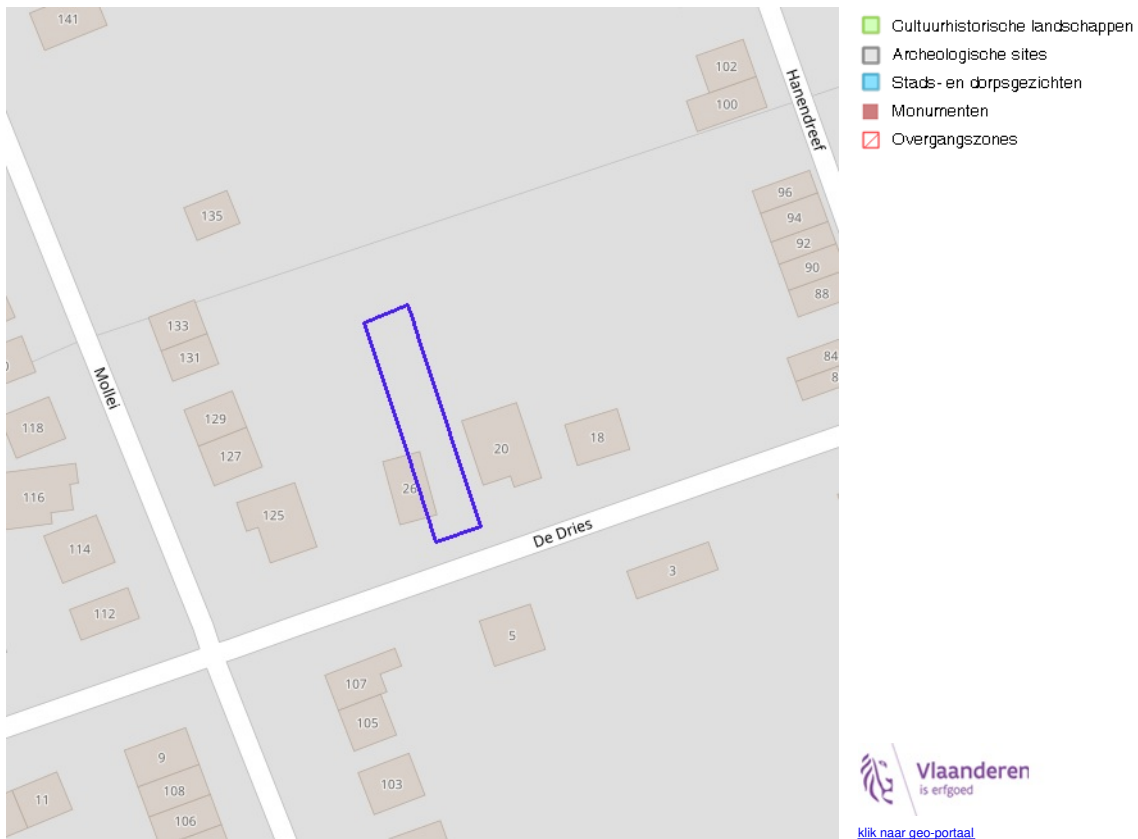 141
102
100
Hanendreef
96
94
92
90
88
84
8
135
133
131
Mollei
129
127
118
116
125
114
112
26
20
18
De Dries
3
5
107
105
103
9
108
106
11
Cultuurhistorische landschappen
Archeologische sites
Stads- en dorpsgezichten
Monumenten
Overgangszones
Vlaanderen
is erfgoed
klik naar geo-portaal